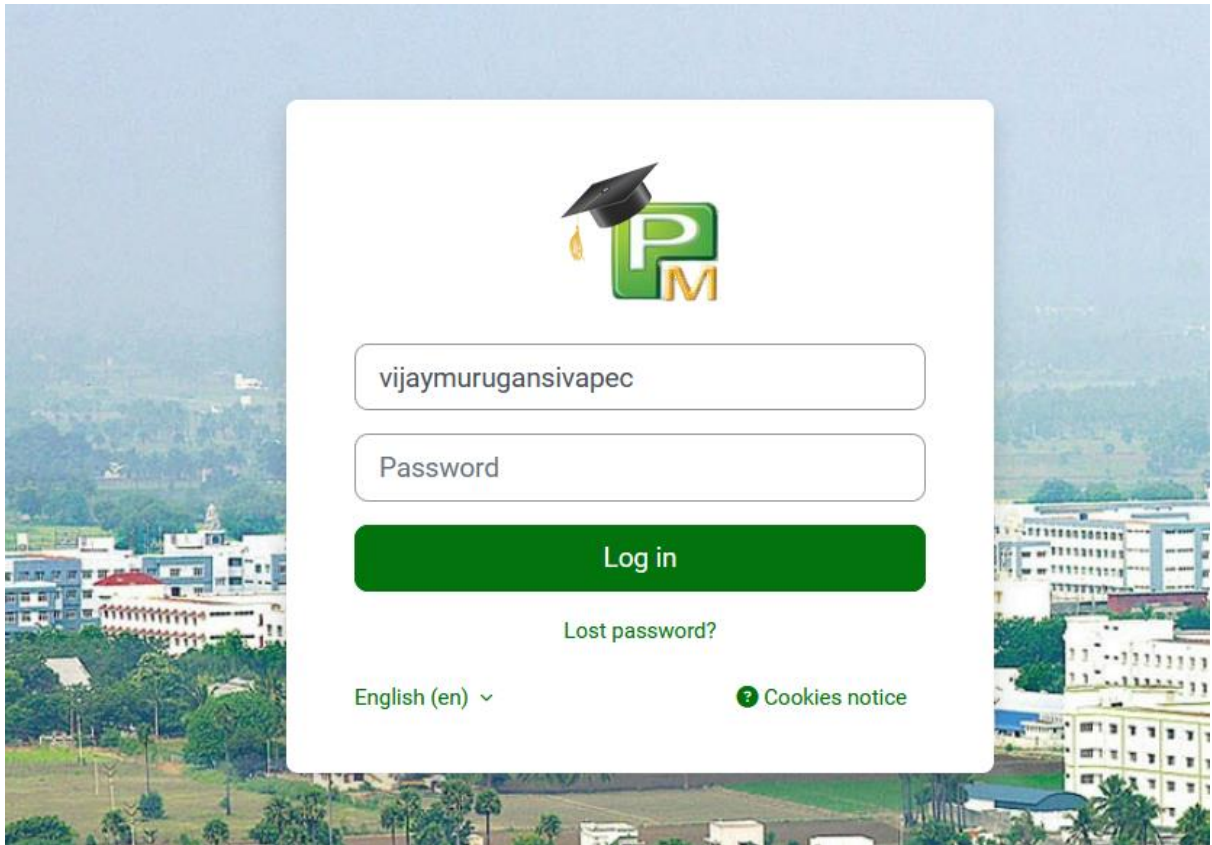 P
M
vijaymurugansivapec
Password
Log in
Lost password?
English (en)
Cookies notice